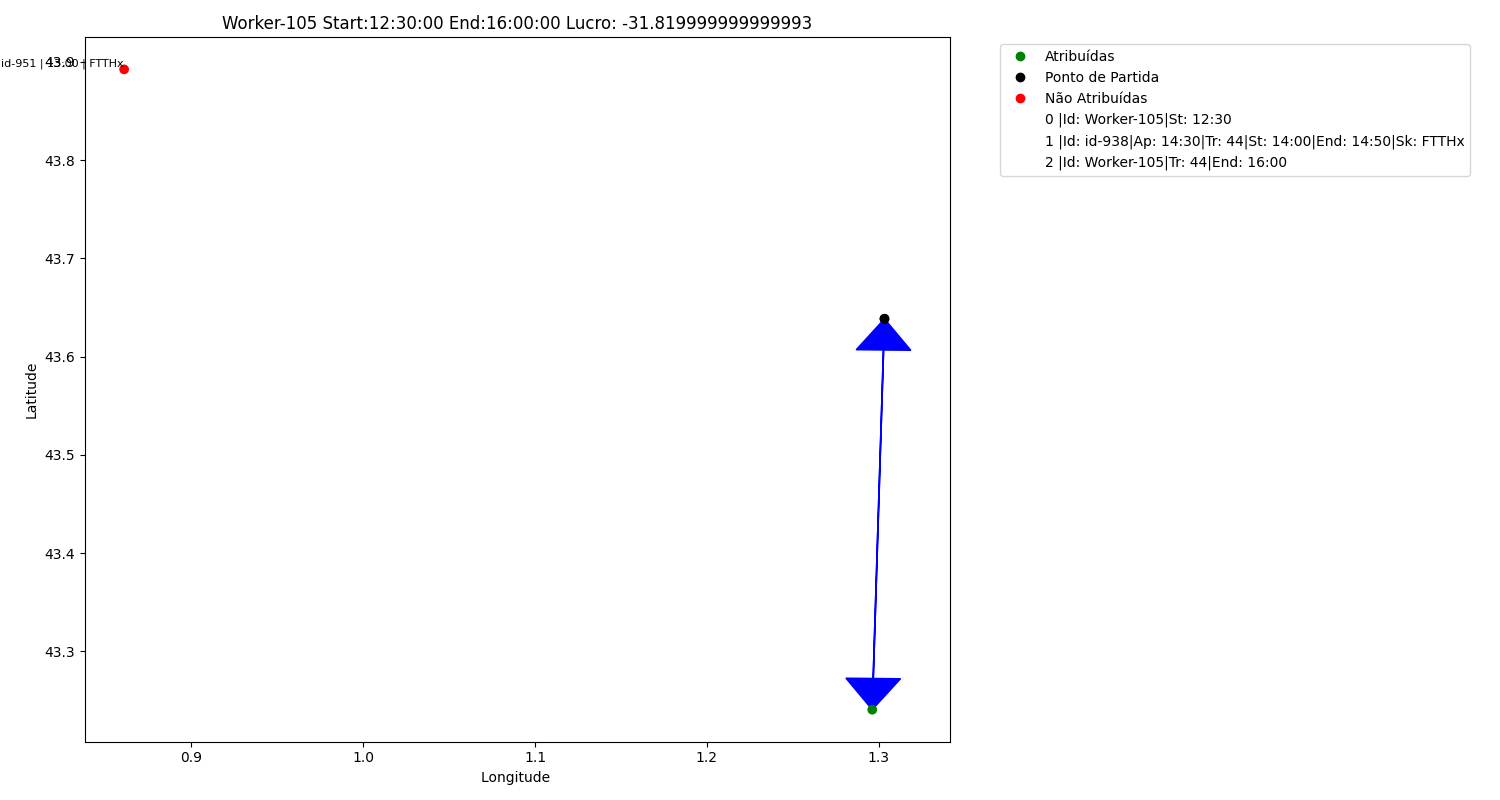 Worker-105 Start:12:30:00 End:16:00:00 Lucro: -31.819999999999993
id-951 | FTTHx
43.9
43.8
43.7
43.6
43.5
43.4
43.3
Latitude
0.9 1.0 1.1 1.2 1.3
Longitude
Atribuídas
Ponto de Partida
Não Atribuídas
0 |Id: Worker-105|St: 12:30
1 |Id: id-938|Ap: 14:30|Tr: 44|St: 14:00|End: 14:50|Sk: FTTHx
2 |Id: Worker-105|Tr: 44|End: 16:00